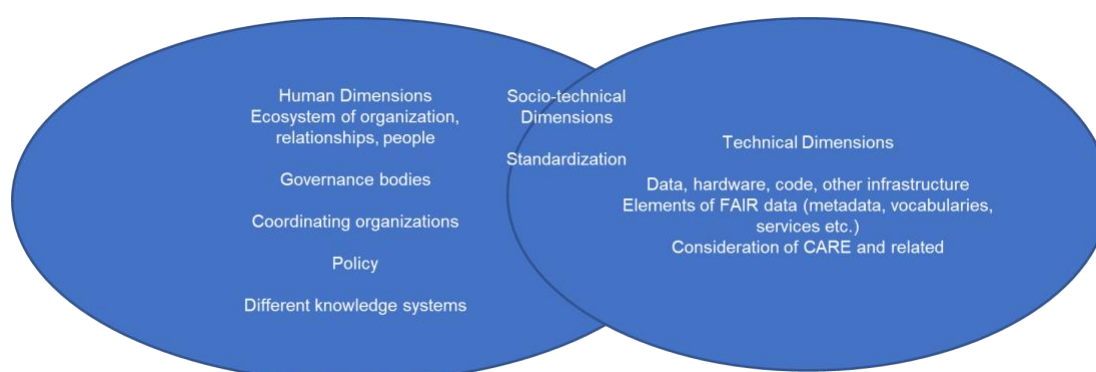 Human Dimensions
Ecosystem of organization,
relationships, people
Governance bodies
Coordinating organizations
Policy
Different knowledge systems
Socio-technical
Dimensions
Standardization
Technical Dimensions
Data, hardware, code, other infrastructure
Elements of FAIR data (metadata, vocabularies,
services etc.)
Consideration of CARE and related